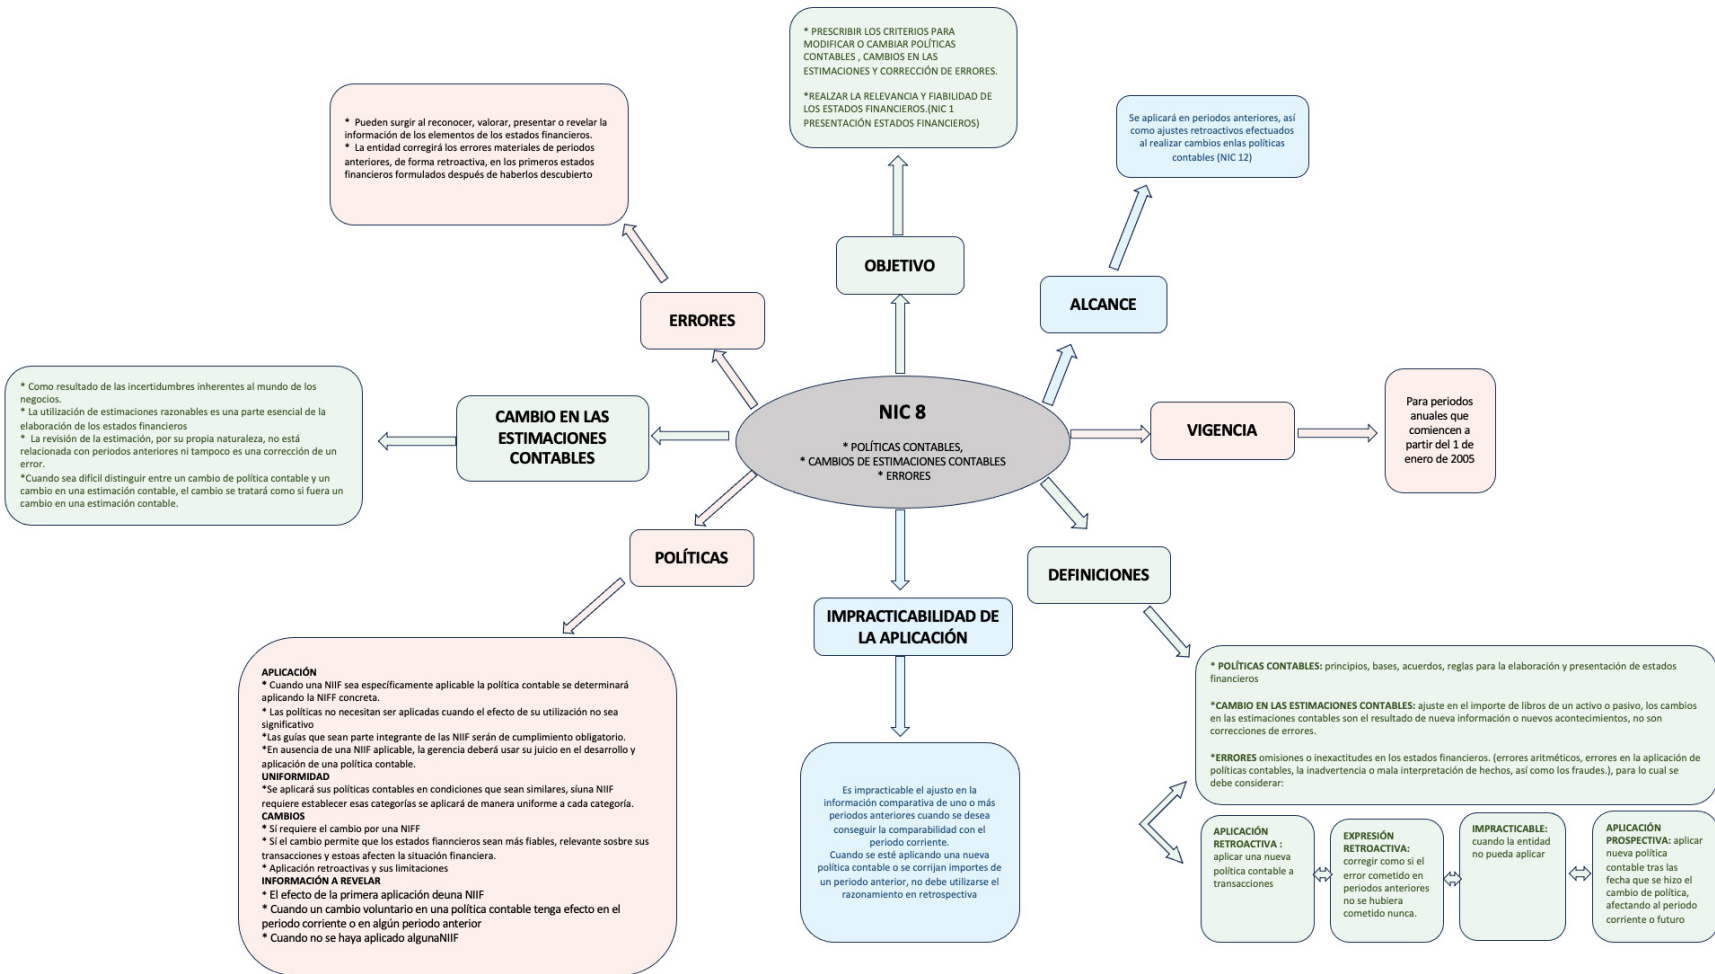 * PRESCRIBIR LOS CRITERIOS PARA
MODIFICAR O CAMBIAR POLÍTICAS
CONTABLES , CAMBIOS EN LAS
ESTIMACIONES Y CORRECCIÓN DE ERRORES.
*REALZAR LA RELEVANCIA Y FIABILIDAD DE
LOS ESTADOS FINANCIEROS.(NIC 1
PRESENTACIÓN ESTADOS FINANCIEROS)
OBJETIVO
* Pueden surgir al reconocer, valorar, presentar o revelar la
información de los elementos de los estados financieros.
* La entidad corregirá los errores materiales de periodos
anteriores, de forma retroactiva, en los primeros estados
financieros formulados después de haberlos descubierto
ERRORES
Se aplicará en periodos anteriores, así
como ajustes retroactivos efectuados
al realizar cambios enlas políticas
contables (NIC 12)
ALCANCE
* Como resultado de las incertidumbres inherentes al mundo de los
negocios.
* La utilización de estimaciones razonables es una parte esencial de la
elaboración de los estados financieros
* La revisión de la estimación, por su propia naturaleza, no está
relacionada con periodos anteriores ni tampoco es una corrección de un
error.
*Cuando sea difícil distinguir entre un cambio de política contable y un
cambio en una estimación contable, el cambio se tratará como si fuera un
cambio en una estimación contable.
CAMBIO EN LAS
ESTIMACIONES
CONTABLES
NIC 8
* POLÍTICAS CONTABLES,
* CAMBIOS DE ESTIMACIONES CONTABLES
* ERRORES
VIGENCIA
Para periodos
anuales que
comiencen a
partir del 1 de
enero de 2005
POLÍTICAS
APLICACIÓN
* Cuando una NIIF sea específicamente aplicable la política contable se determinará
aplicando la NIFF concreta.
* Las políticas no necesitan ser aplicadas cuando el efecto de su utilización no sea
significativo
*Las guías que sean parte integrante de las NIIF serán de cumplimiento obligatorio.
*En ausencia de una NIIF aplicable, la gerencia deberá usar su juicio en el desarrollo y
aplicación de una política contable.
UNIFORMIDAD
*Se aplicará sus políticas contables en condiciones que sean similares, síuna NIIF
requiere establecer esas categorías se aplicará de manera uniforme a cada categoría.
CAMBIOS
* Sí requiere el cambio por una NIFF
* Sí el cambio permite que los estados fianncieros sean más fiables, relevante sosbre sus
transacciones y estoas afecten la situación financiera.
* Aplicación retroactivas y sus limitaciones
INFORMACIÓN A REVELAR
* El efecto de la primera aplicación deuna NIIF
* Cuando un cambio voluntario en una política contable tenga efecto en el
periodo corriente o en algún periodo anterior
* Cuando no se haya aplicado algunaNIIF
IMPRACTICABILIDAD DE
LA APLICACIÓN
Es impracticable el ajusto en la
información comparativa de uno o más
periodos anteriores cuando se desea
conseguir la comparabilidad con el
periodo corriente.
Cuando se esté aplicando una nueva
política contable o se corrijan importes
de un periodo anterior, no debe utilizarse el
razonamiento en retrospectiva
DEFINICIONES
* POLÍTICAS CONTABLES: principios, bases, acuerdos, reglas para la elaboración y presentación de estados
financieros
*CAMBIO EN LAS ESTIMACIONES CONTABLES: ajuste en el importe de libros de un activo o pasivo, los cambios
en las estimaciones contables son el resultado de nueva información o nuevos acontecimientos, no son
correcciones de errores.
*ERRORES omisiones o inexactitudes en los estados financieros. (errores aritméticos, errores en la aplicación de
políticas contables, la inadvertencia o mala interpretación de hechos, así como los fraudes.), para lo cual se
debe considerar:
APLICACIÓN
RETROACTIVA :
aplicar una nueva
política contable a
transacciones
EXPRESIÓN
RETROACTIVA:
corregir como si el
error cometido en
periodos anteriores
no se hubiera
cometido nunca.
IMPRACTICABLE:
cuando la entidad
no pueda aplicar
APLICACIÓN
PROSPECTIVA: aplicar
nueva política
contable tras las
fecha que se hizo el
cambio de política,
afectando al periodo
corriente o futuro